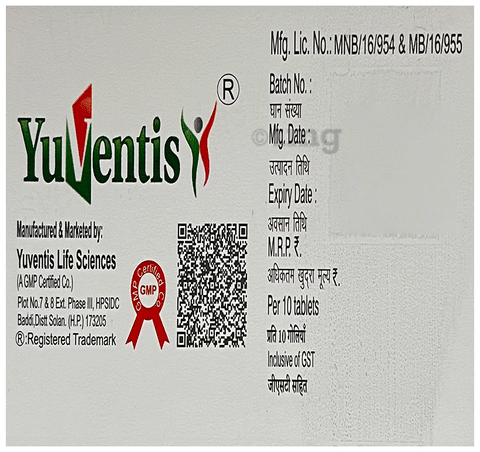 YuVentis ®
Manufactured & Marketed by:
Yuventis Life Sciences
(A GMP Certified Co.)
Plot No.7 & 8 Ext. Phase III, HPSIDC
Baddi,Distt Solan. (H.P.) 173205
®:Registered Trademark
GMP Certified Co.
GMP
Mfg. Lic. No.: MNB/16/954 & MB/16/955
Batch No. :
घान संख्या
Mfg. Date :
उत्पादन तिथि
Expiry Date :
अवसान तिथि
M.R.P. ₹.
अधिकतम खुदरा मूल्य ₹.
Per 10 tablets
प्रति 10 गोलियाँ
Inclusive of GST
जीएसटी सहित